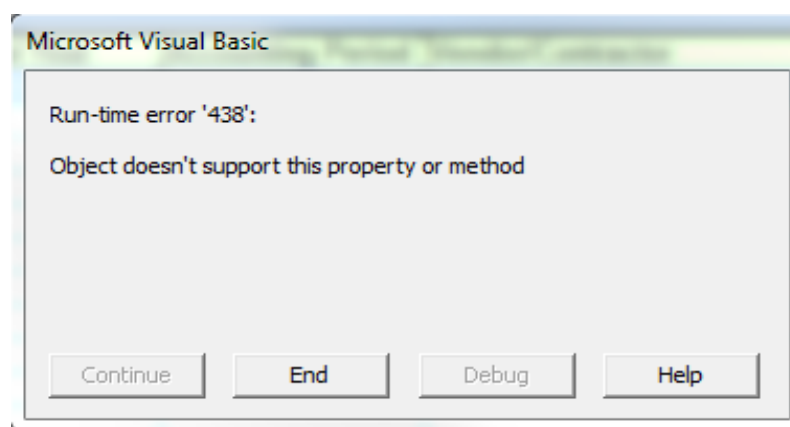 Microsoft Visual Basic
Run-time error '438':
Object doesn't support this property or method
Continue
End
Debug
Help